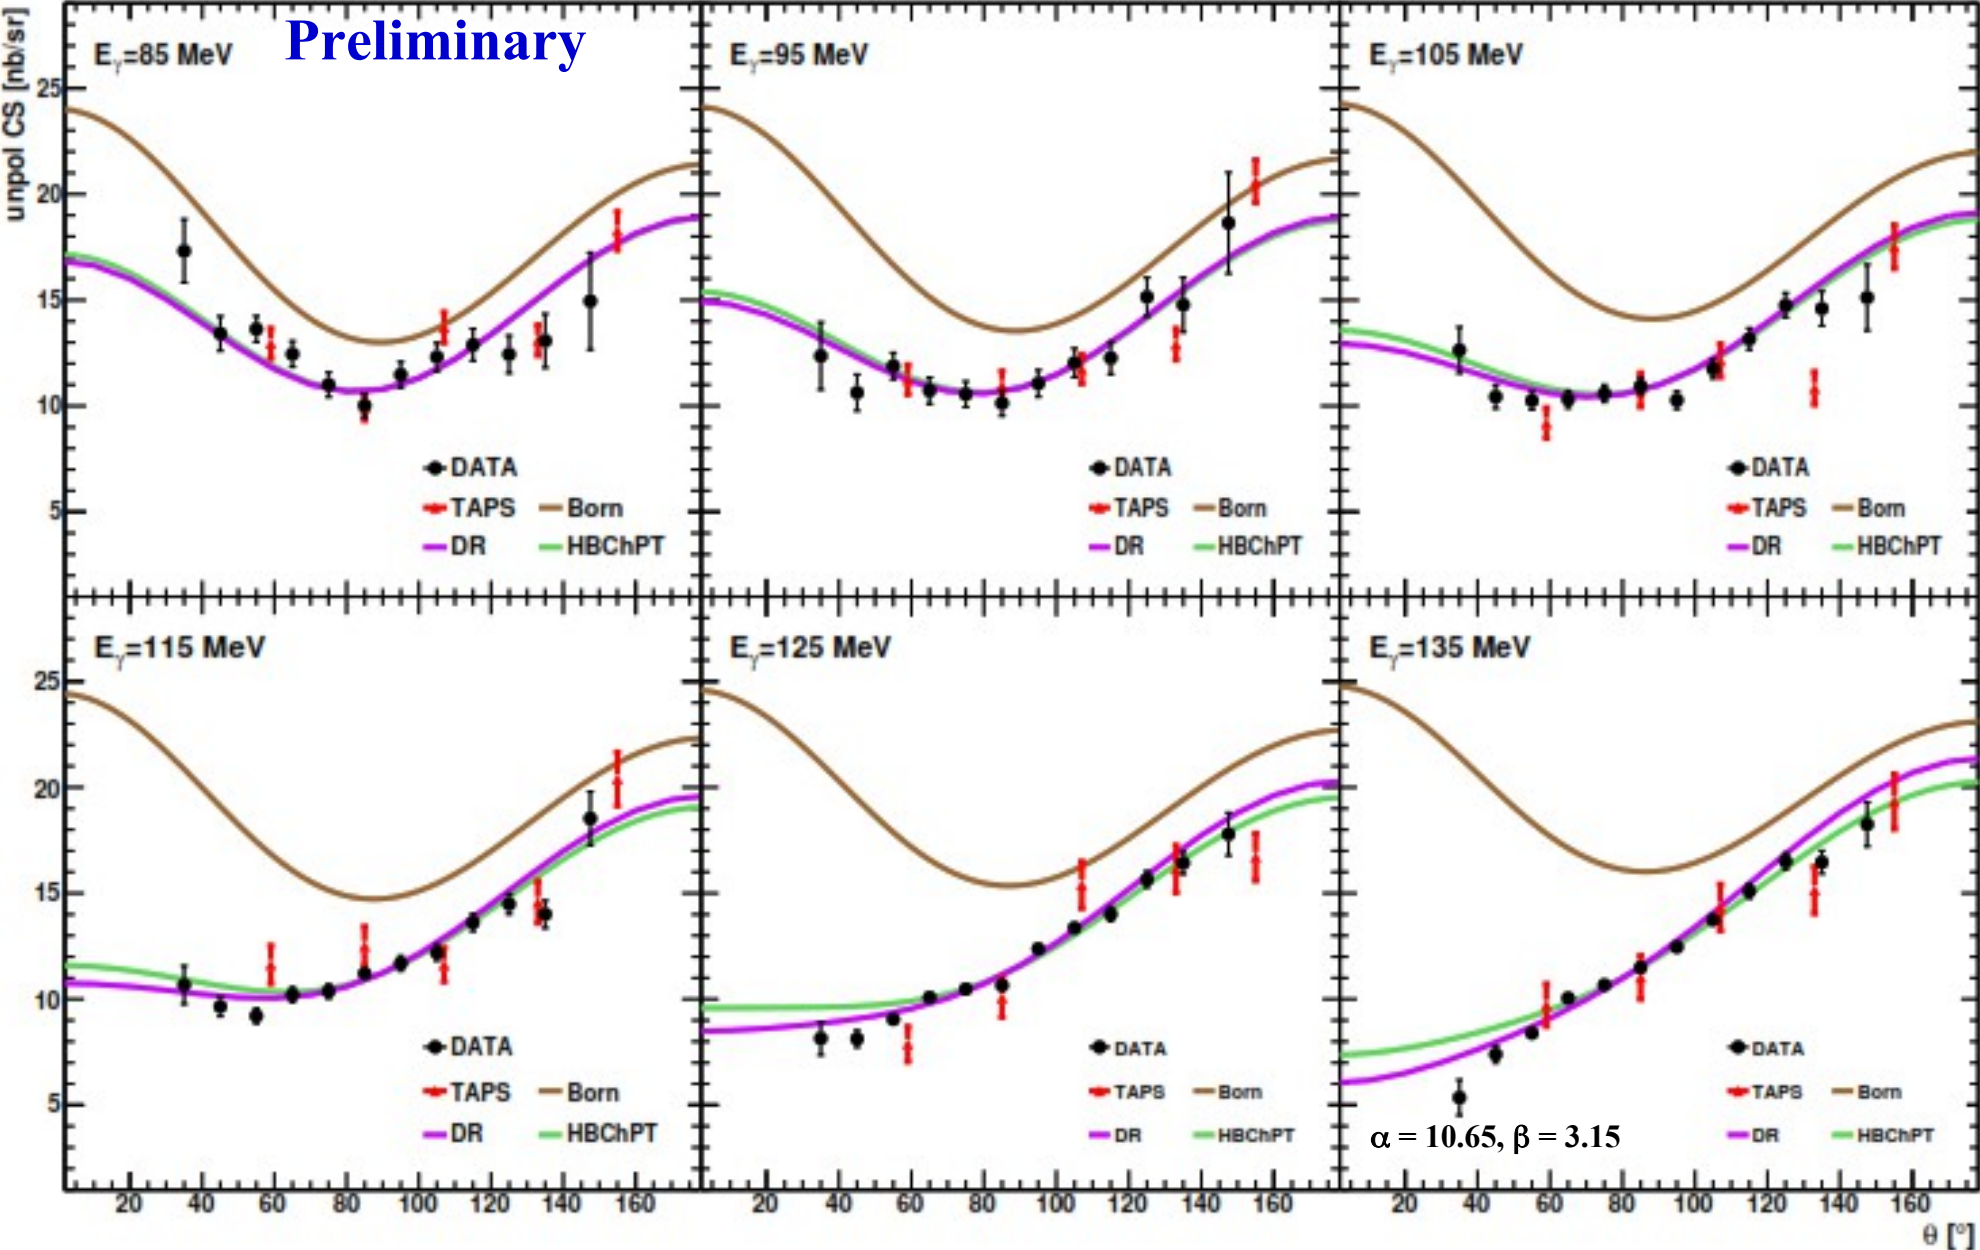 Preliminary
unpol CS [nb/sr]
Eγ=85 MeV
Eγ=95 MeV
Eγ=105 MeV
25
20
15
10
5
DATA
TAPS Born
DR HBChPT
DATA
TAPS Born
DR HBChPT
DATA
TAPS Born
DR HBChPT
Eγ=115 MeV
Eγ=125 MeV
Eγ=135 MeV
25
20
15
10
5
DATA
TAPS Born
DR HBChPT
DATA
TAPS Born
DR HBChPT
DATA
TAPS Born
DR HBChPT
α = 10.65, β = 3.15
20 40 60 80 100 120 140 160
20 40 60 80 100 120 140 160
20 40 60 80 100 120 140 160
θ [°]